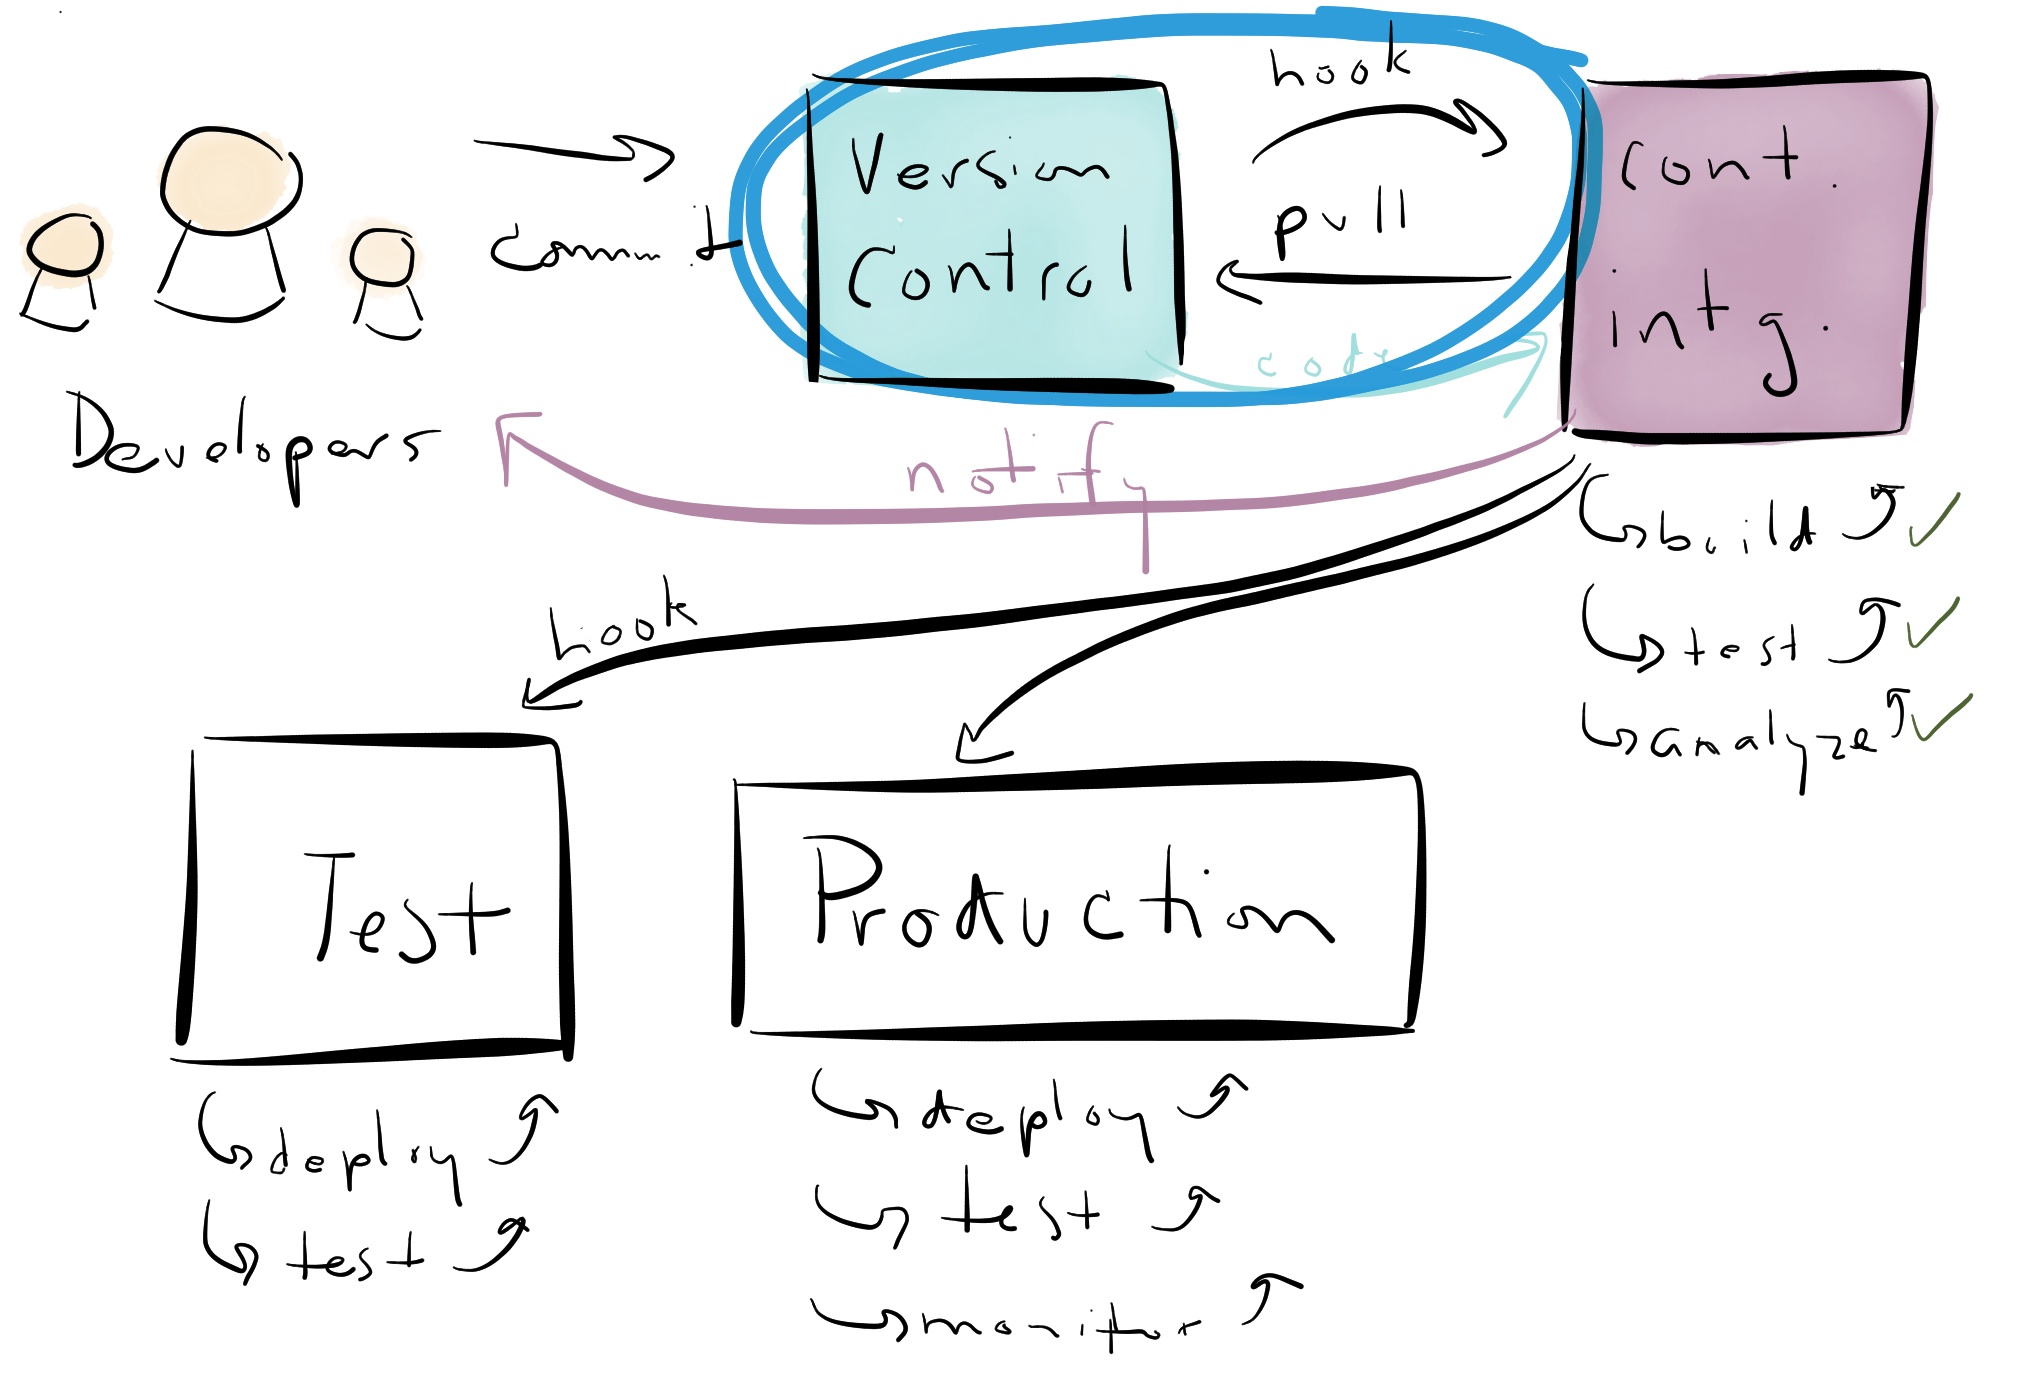 hook
Version
Control
cont.
intg.
pull
commit
code
Developers
notify
build
test
analyze
hook
Test
Production
deploy
test
deploy
test
monitor